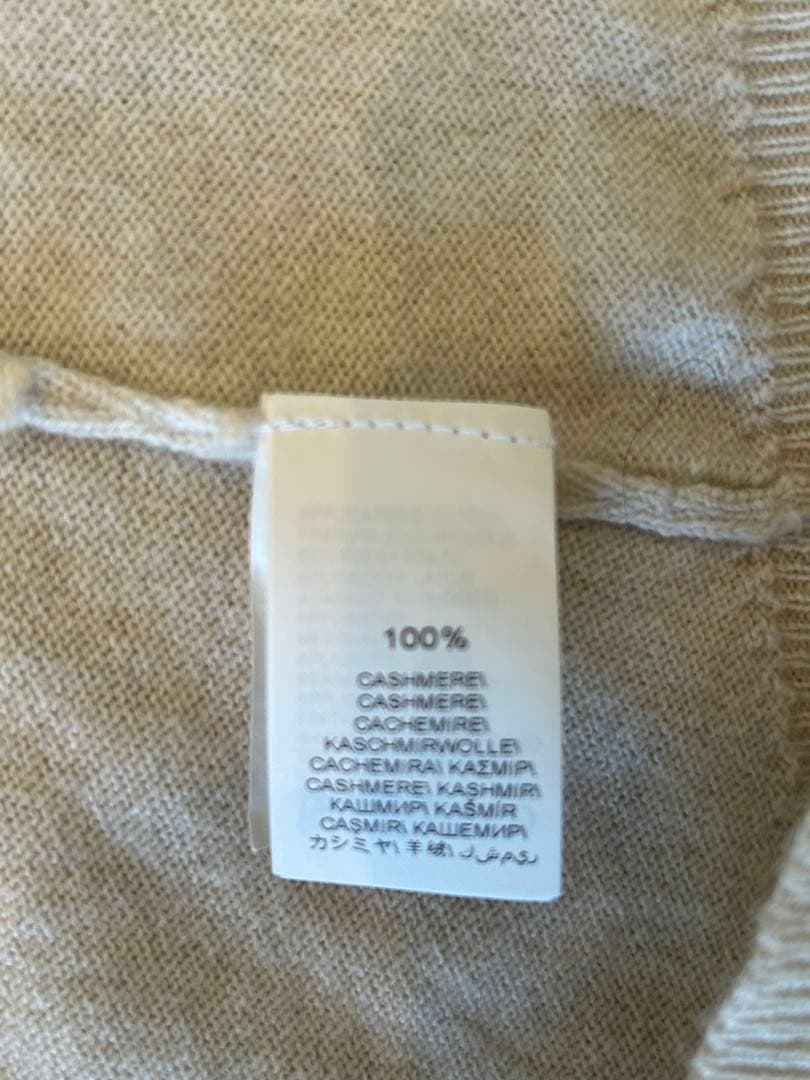 100%
CASHMERE\
CASHMERE\
CACHEMIRE\
KASCHMIRWOLLE\
CACHEMIRA\ ΚΑΣΜΙΡ\
CASHMERE\ KASHMIR\
КАШМИР\ KAŠMÍR
CAŞMIR\ КАШЕМИР\
カシミヤ\ 羊绒\ ك ش م ي ر